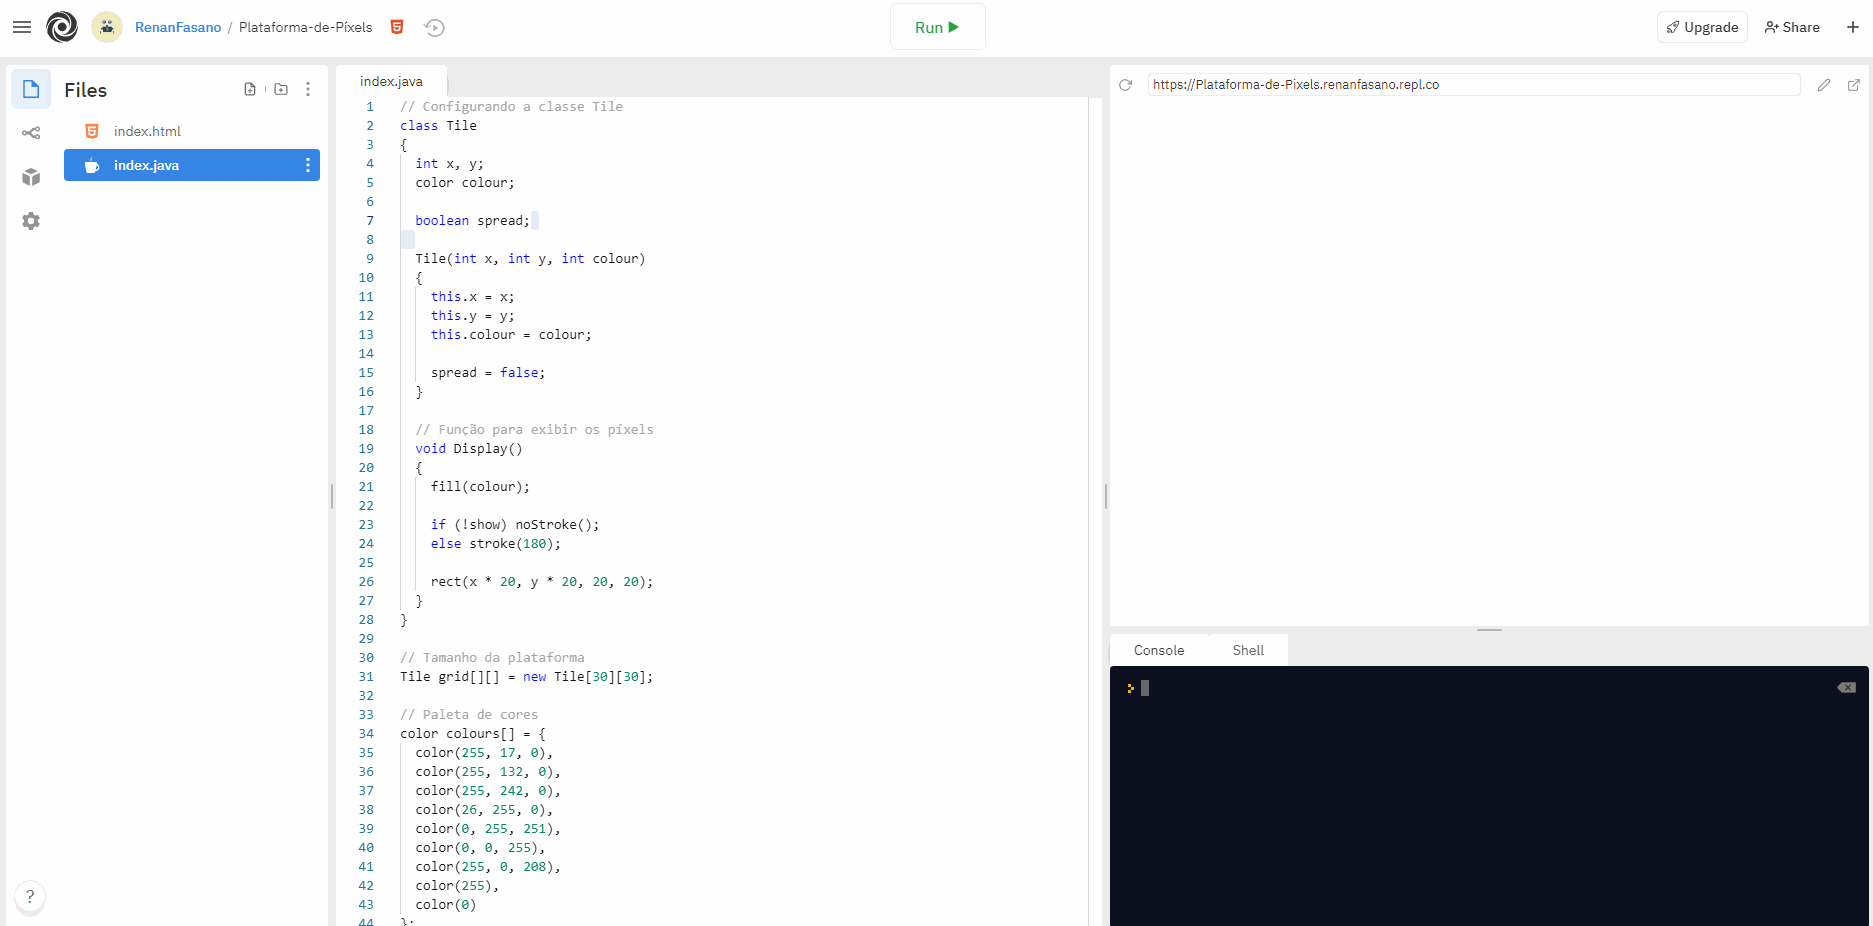 RenanFasano / Plataforma-de-Píxels
Run
Upgrade
Share
Files
index.html
index.java
index.java
1 // Configurando a classe Tile
2 class Tile
3 {
4 int x, y;
5 color colour;
6
7 boolean spread;
8
9 Tile(int x, int y, int colour)
10 {
11 this.x = x;
12 this.y = y;
13 this.colour = colour;
14
15 spread = false;
16 }
17
18 // Função para exibir os píxels
19 void Display()
20 {
21 fill(colour);
22
23 if (!show) noStroke();
24 else stroke(180);
25
26 rect(x * 20, y * 20, 20, 20);
27 }
28 }
29
30 // Tamanho da plataforma
31 Tile grid[][] = new Tile[30][30];
32
33 // Paleta de cores
34 color colours[] = {
35 color(255, 17, 0),
36 color(255, 132, 0),
37 color(255, 242, 0),
38 color(26, 255, 0),
39 color(0, 255, 251),
40 color(0, 0, 255),
41 color(255, 0, 208),
42 color(255),
43 color(0)
44 };
https://Plataforma-de-Pixels.renanfasano.repl.co
Console
Shell
?